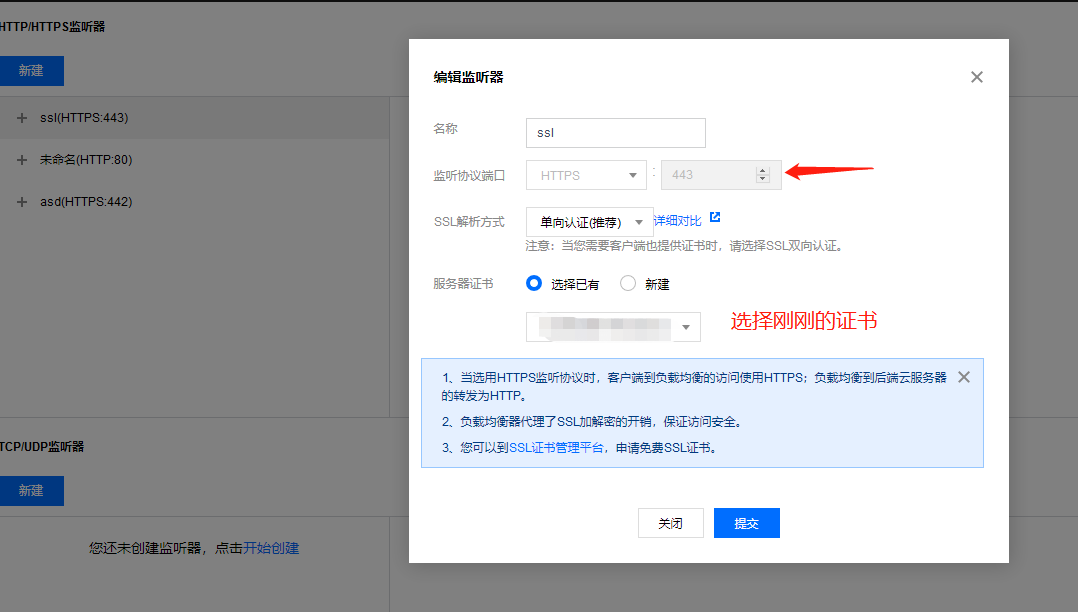 HTTP/HTTPS监听器
新建
ssl(HTTPS:443)
未命名(HTTP:80)
asd(HTTPS:442)
TCP/UDP监听器
新建
您还未创建监听器，点击开始创建
编辑监听器
名称
ssl
监听协议端口
HTTPS : 443
SSL解析方式
单向认证(推荐) 详细对比
注意：当您需要客户端也提供证书时，请选择SSL双向认证。
服务器证书
选择已有 新建
选择刚刚的证书
1、当选用HTTPS监听协议时，客户端到负载均衡的访问使用HTTPS；负载均衡到后端云服务器
的转发为HTTP。
2、负载均衡器代理了SSL加解密的开销，保证访问安全。
3、您可以到SSL证书管理平台，申请免费SSL证书。
关闭 提交